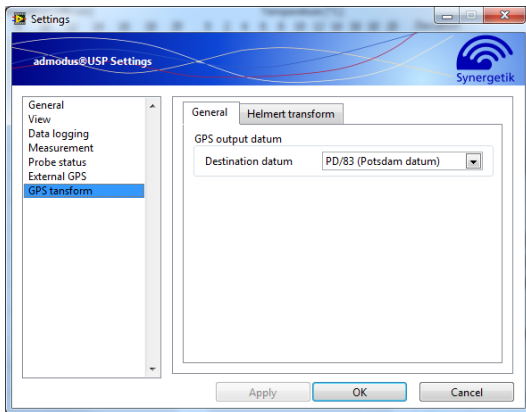 Settings
admodus®USP Settings
Synergetik
General
View
Data logging
Measurement
Probe status
External GPS
GPS tansform
General
Helmert transform
GPS output datum
Destination datum
PD/83 (Potsdam datum)
Apply
OK
Cancel